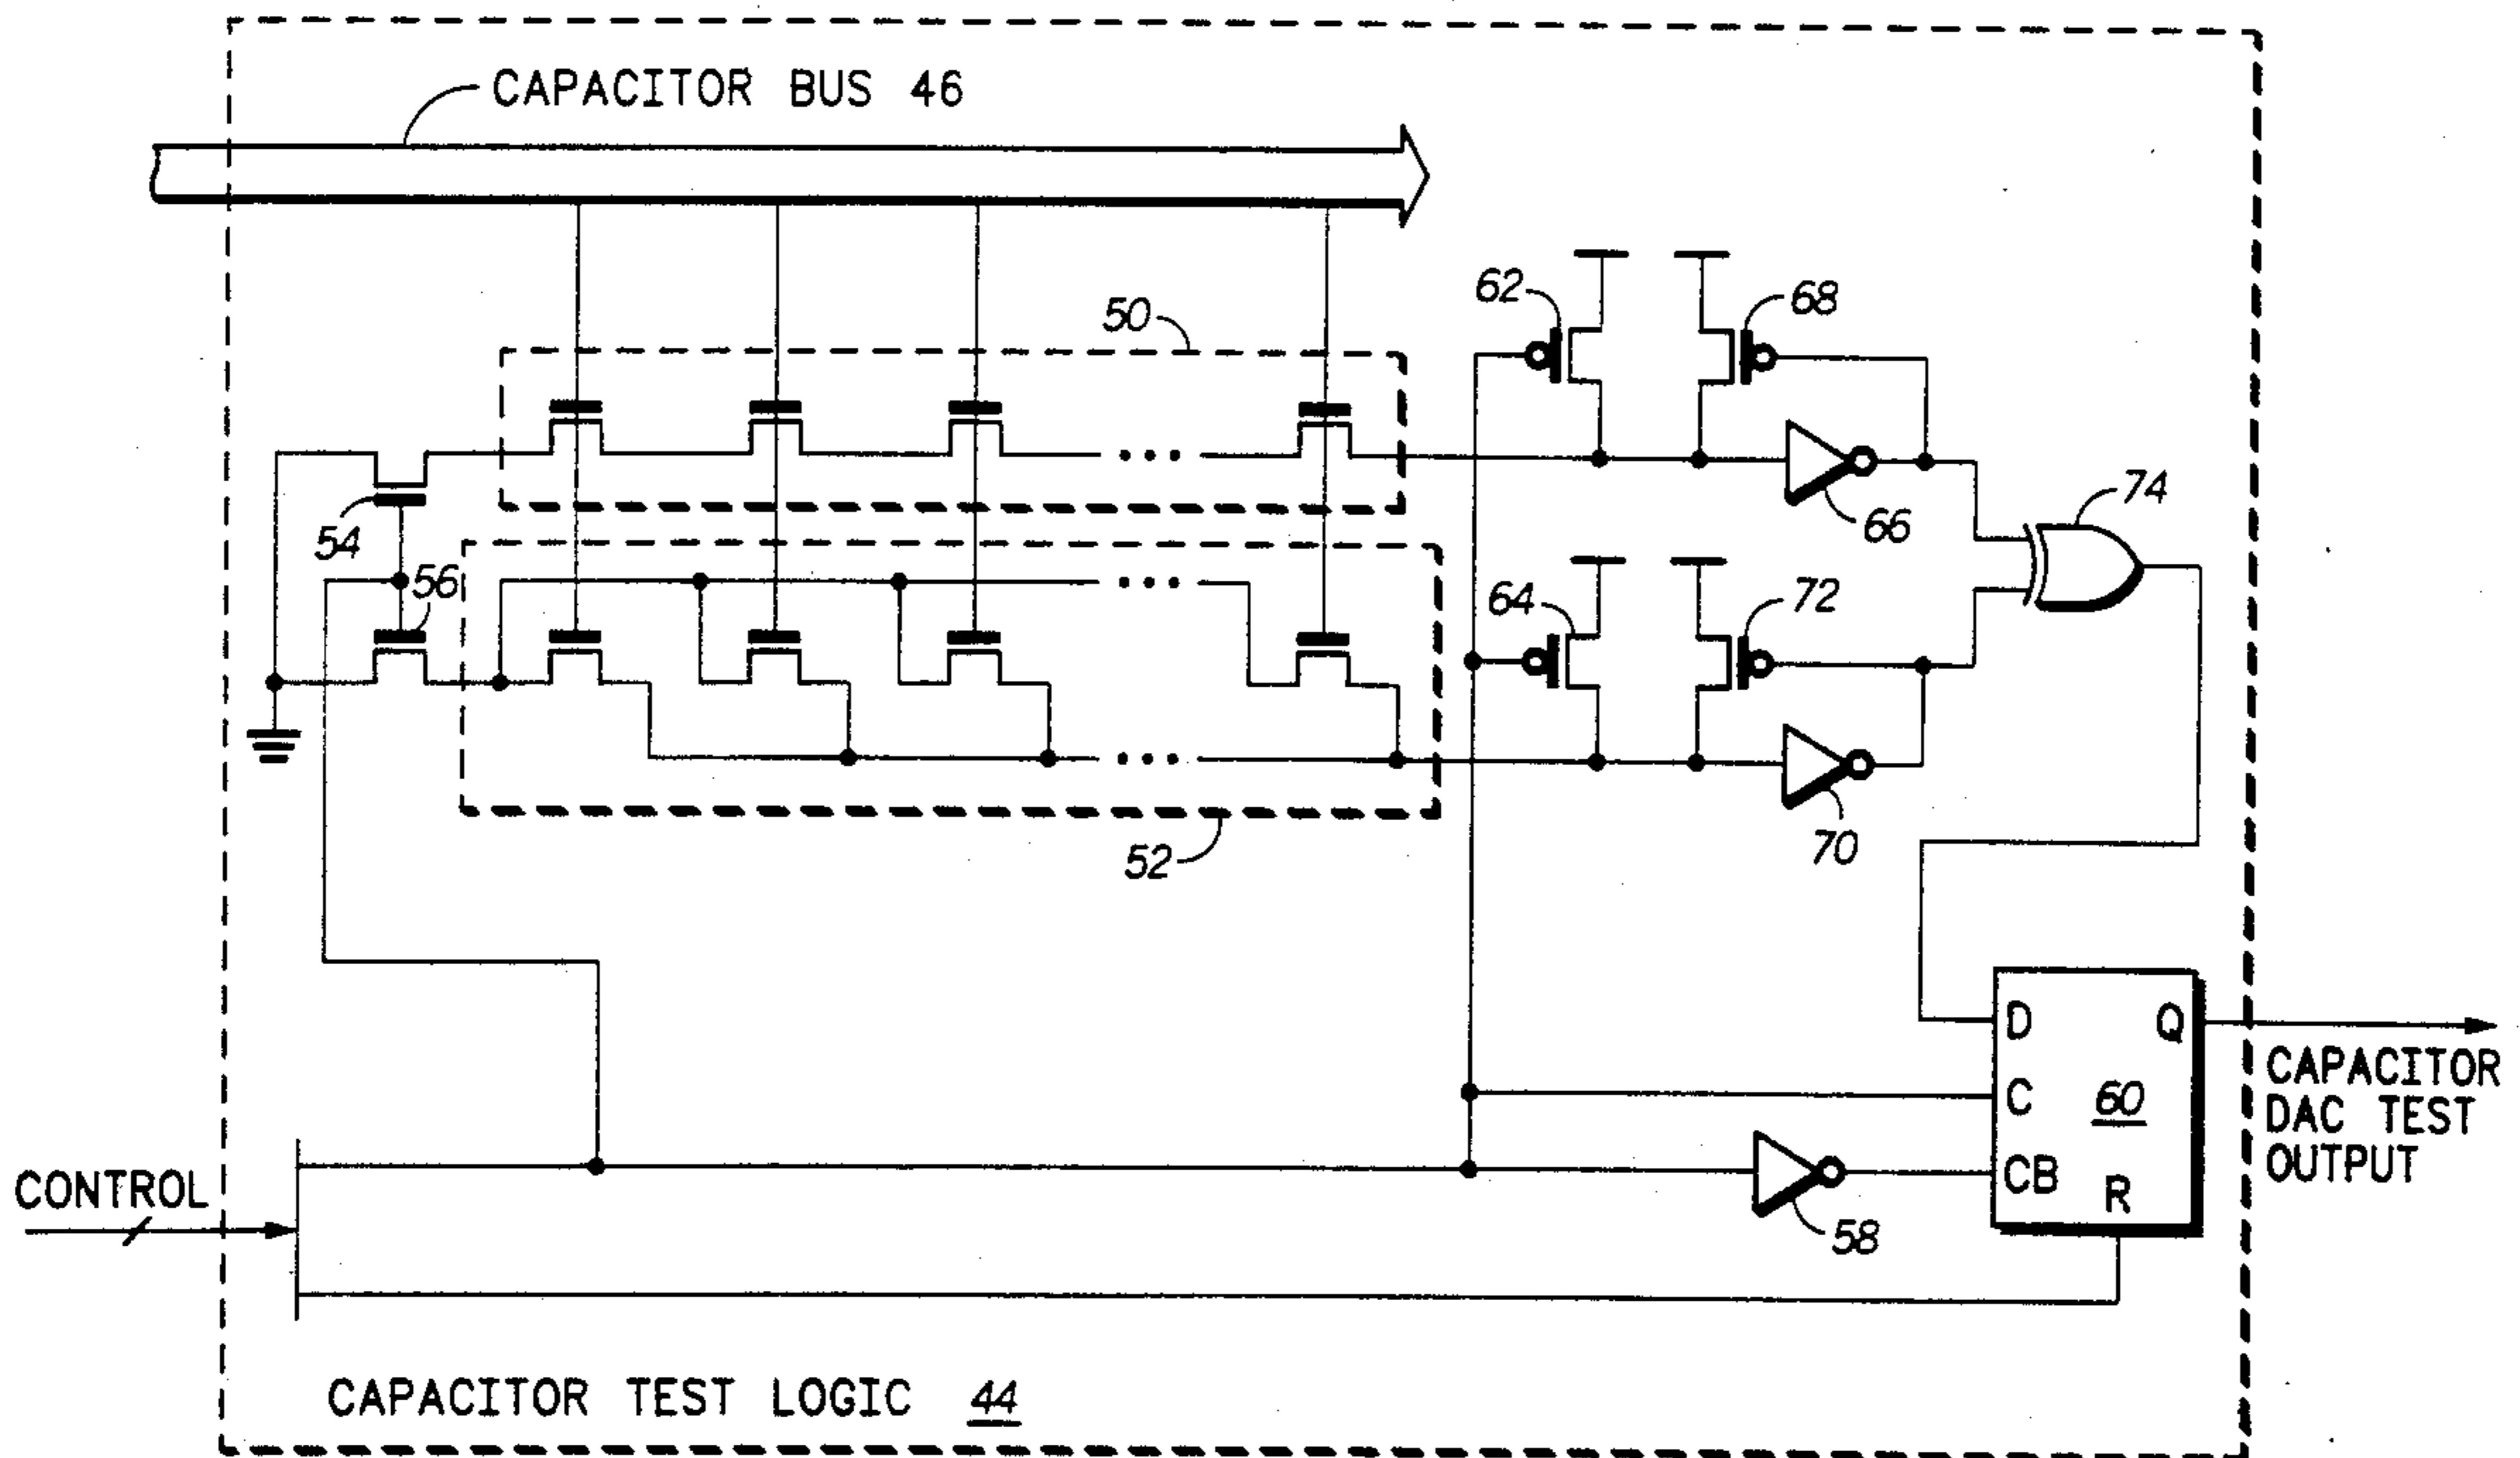 CAPACITOR BUS 46
50
62
68
54
56
66
74
64
72
52
70
D
Q
C
60
CB
R
CAPACITOR
DAC TEST
OUTPUT
CONTROL
58
CAPACITOR TEST LOGIC 44